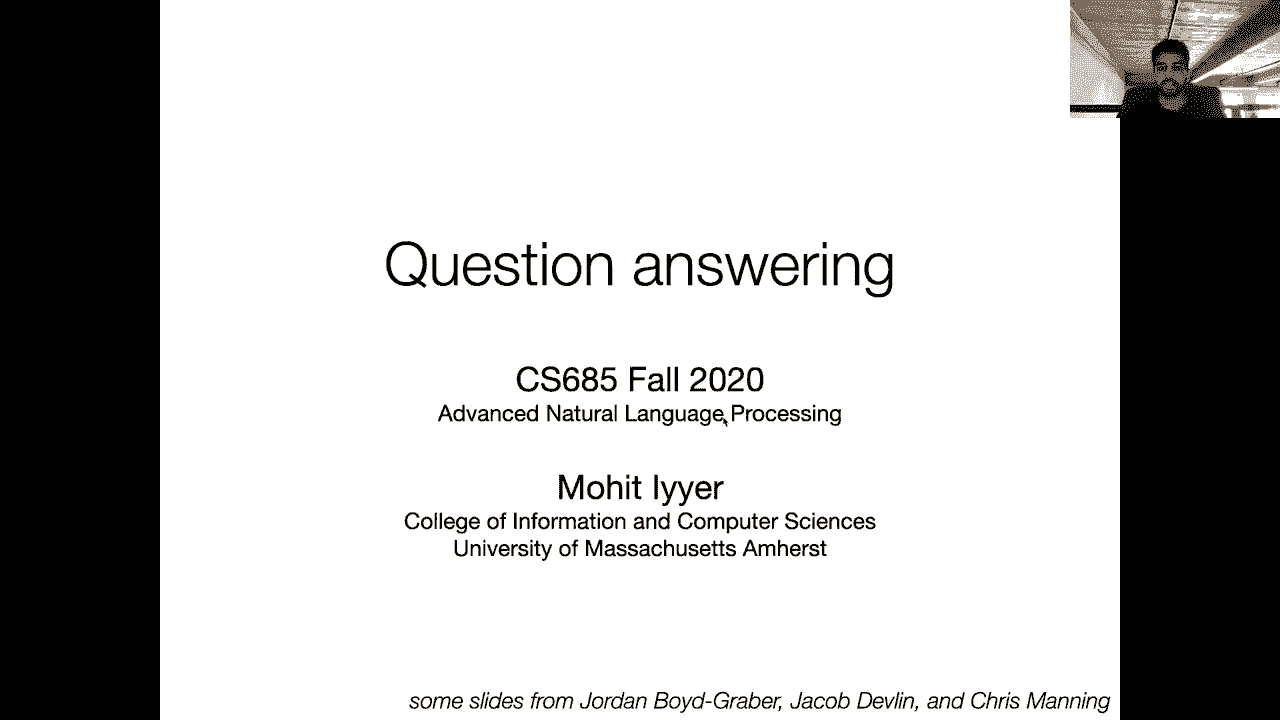 Question answering
CS685 Fall 2020
Advanced Natural Language Processing
Mohit Iyyer
College of Information and Computer Sciences
University of Massachusetts Amherst
some slides from Jordan Boyd-Graber, Jacob Devlin, and Chris Manning